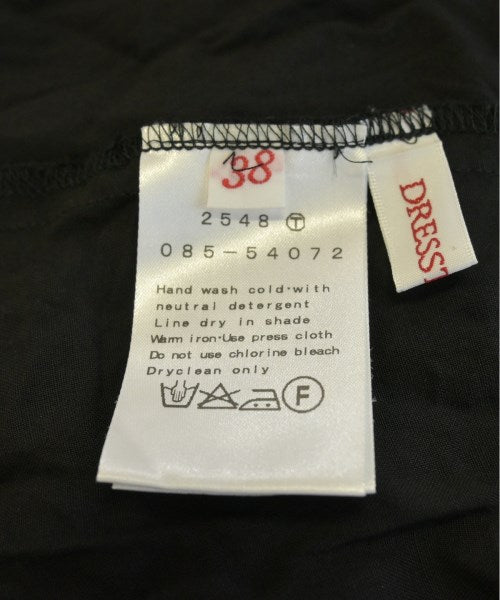 38
2548 Ⓣ
085-54072
Hand wash cold·with
neutral detergent
Line dry in shade
Warm iron·Use press cloth
Do not use chlorine bleach
Dryclean only
F